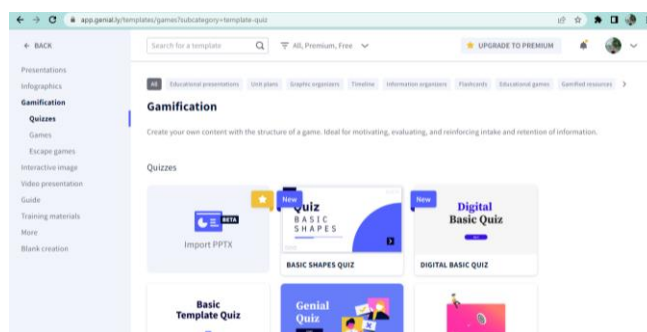 app.genial.ly/templates/games?subcategory=template-quiz
BACK
Search for a template
All, Premium, Free
UPGRADE TO PREMIUM
Presentations
Infographics
Gamification
Quizzes
Games
Escape games
Interactive image
Video presentation
Guide
Training materials
More
Blank creation
All Educational presentations Unit plans Graphic organizers Timeline Information organizers Flashcards Educational games Gamified resources
Gamification
Create your own content with the structure of a game. Ideal for motivating, evaluating, and reinforcing intake and retention of information.
Quizzes
BETA
Import PPTX
New
Quiz
BASIC
SHAPES
BASIC SHAPES QUIZ
New
Digital
Basic Quiz
DIGITAL BASIC QUIZ
Basic
Template Quiz
Genial
Quiz